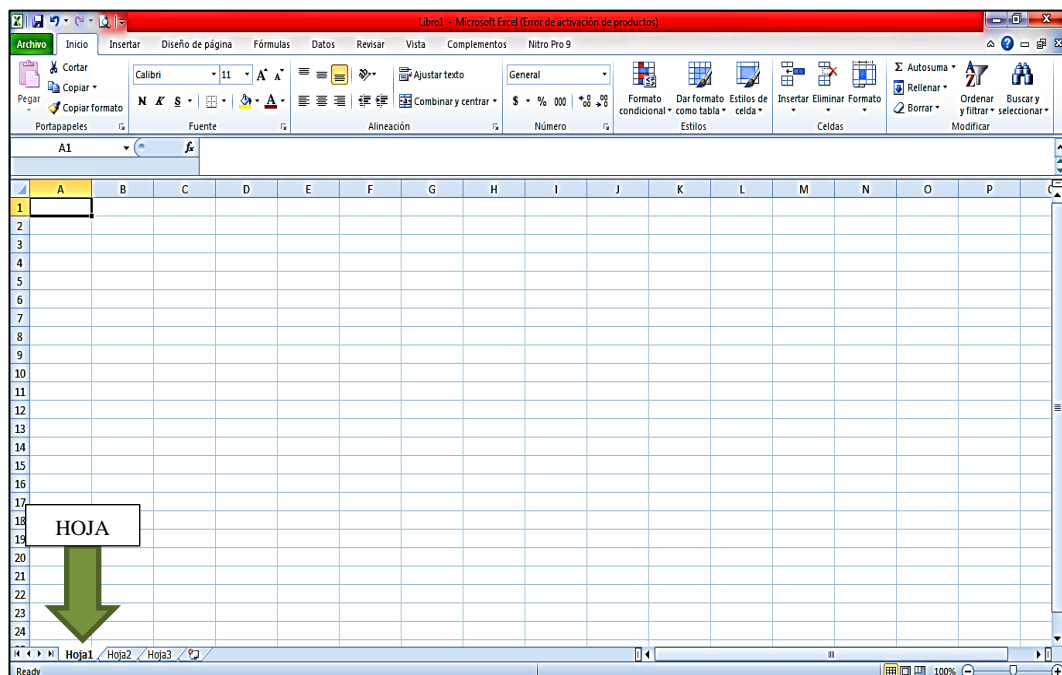 Libro1 - Microsoft Excel (Error de activación de productos)
Archivo Inicio Insertar Diseño de página Fórmulas Datos Revisar Vista Complementos Nitro Pro 9
Pegar
Cortar
Copiar
Copiar formato
Portapapeles
Calibri 11 A A
N K S A
Fuente
Ajustar texto
Combinar y centrar
Alineación
General
$ % 000
Número
Formato condicional
Dar formato como tabla
Estilos de celda
Estilos
Insertar Eliminar Formato
Celdas
Σ Autosuma
Rellenar
Borrar
Ordenar y filtrar
Buscar y seleccionar
Modificar
A1 fx
A B C D E F G H I J K L M N O P
1
2
3
4
5
6
7
8
9
10
11
12
13
14
15
16
17
18
19
20
21
22
23
24
HOJA
Hoja1 Hoja2 Hoja3
Ready 100%